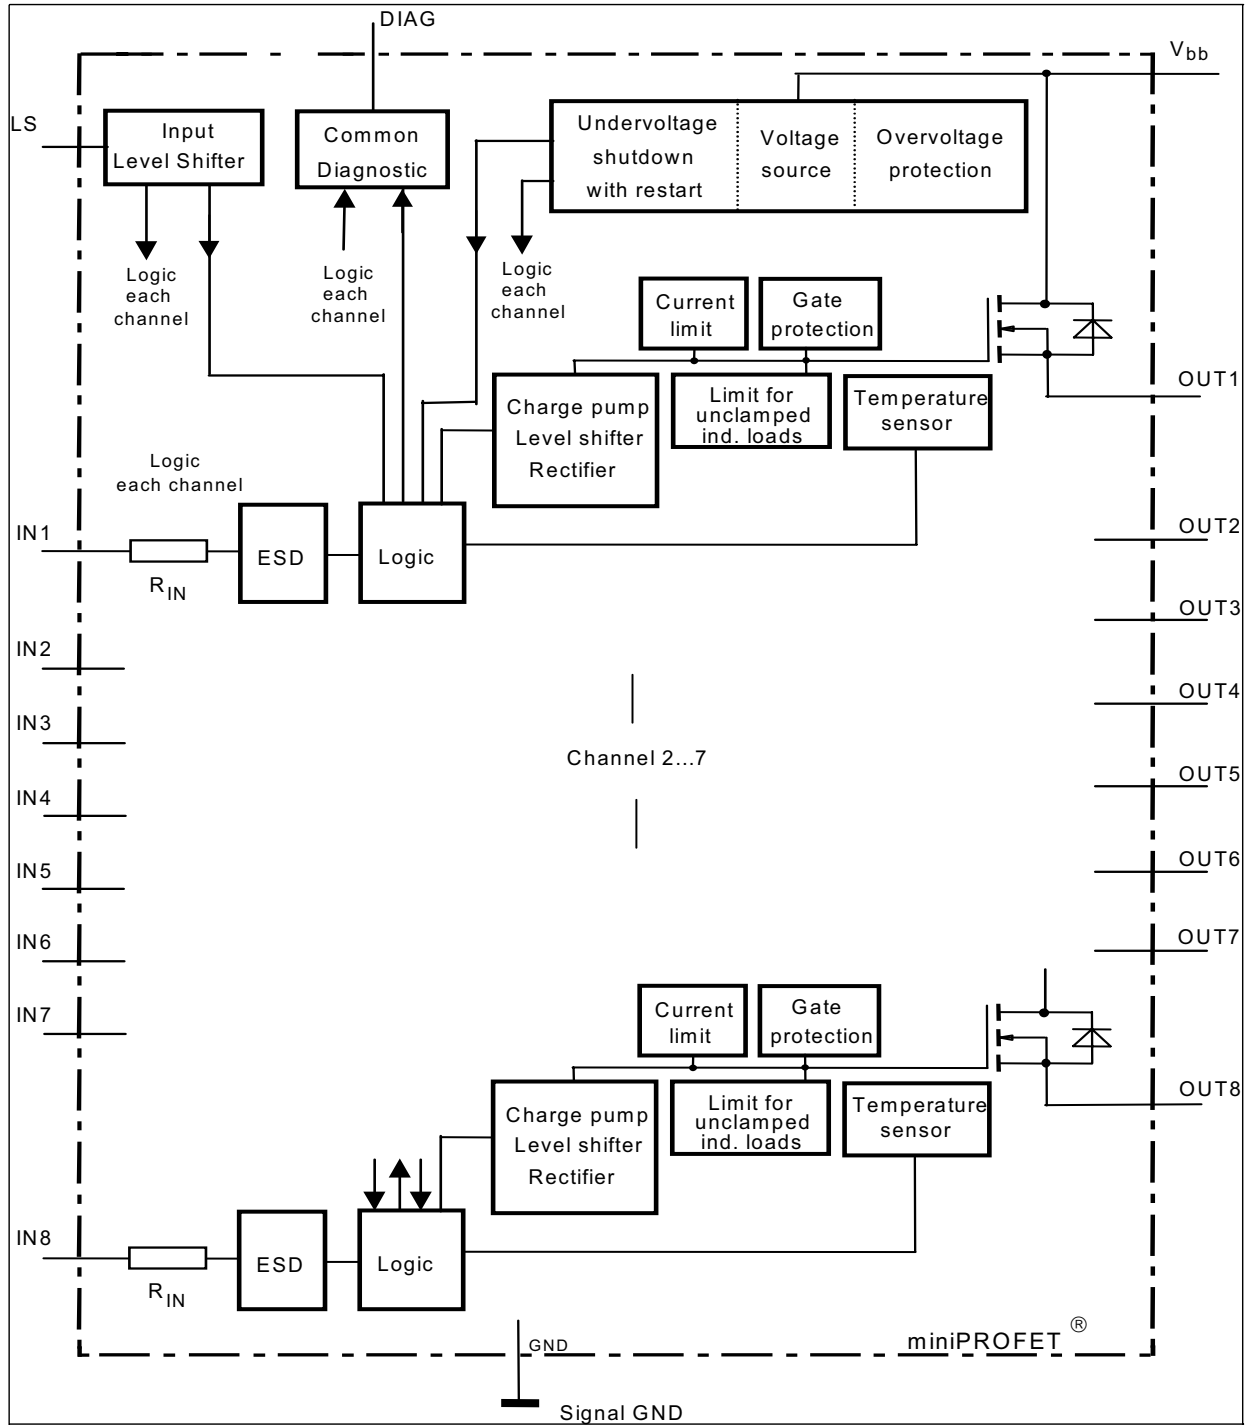 DIAG
Vbb
LS
Input
Level Shifter
Common
Diagnostic
Undervoltage
shutdown
with restart
Voltage
source
Overvoltage
protection
Logic
each
channel
Logic
each
channel
Logic
each
channel
Current
limit
Gate
protection
OUT1
Charge pump
Level shifter
Rectifier
Limit for
unclamped
ind. loads
Temperature
sensor
Logic
each channel
IN1
RIN
ESD
Logic
OUT2
OUT3
IN2
OUT4
IN3
Channel 2...7
OUT5
IN4
OUT6
IN5
OUT7
IN6
IN7
Current
limit
Gate
protection
OUT8
Charge pump
Level shifter
Rectifier
Limit for
unclamped
ind. loads
Temperature
sensor
IN8
RIN
ESD
Logic
GND
miniPROFET ®
Signal GND